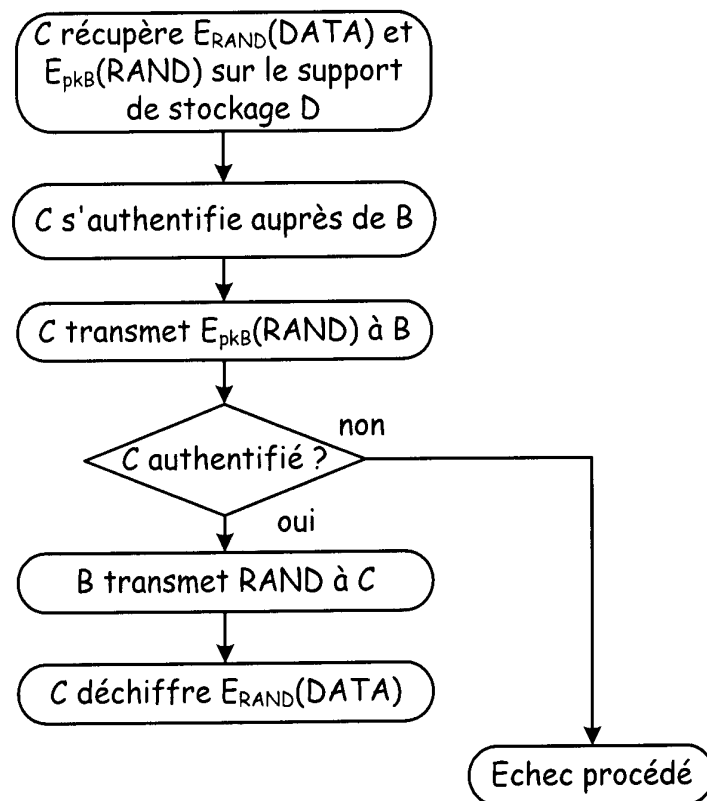 C récupère E_RAND(DATA) et
E_pkB(RAND) sur le support
de stockage D
C s'authentifie auprès de B
C transmet E_pkB(RAND) à B
C authentifié ?
non
oui
B transmet RAND à C
C déchiffre E_RAND(DATA)
Echec procédé